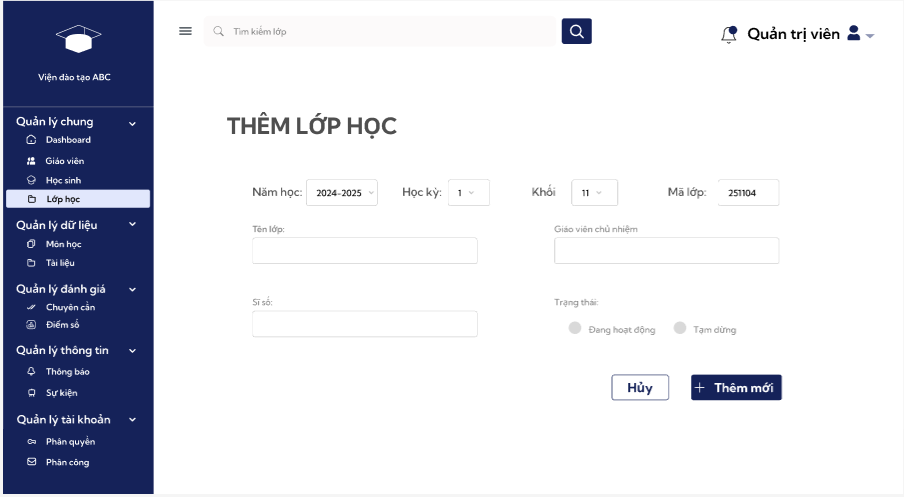 Viện đào tạo ABC
Quản lý chung
Dashboard
Giáo viên
Học sinh
Lớp học
Quản lý dữ liệu
Môn học
Tài liệu
Quản lý đánh giá
Chuyên cần
Điểm số
Quản lý thông tin
Thông báo
Sự kiện
Quản lý tài khoản
Phân quyền
Phân công
Tìm kiếm lớp
Quản trị viên
THÊM LỚP HỌC
Năm học: 2024-2025 Học kỳ: 1 Khối 11 Mã lớp: 251104
Tên lớp: Giáo viên chủ nhiệm
Sĩ số: Trạng thái:
Đang hoạt động Tạm dừng
Hủy + Thêm mới